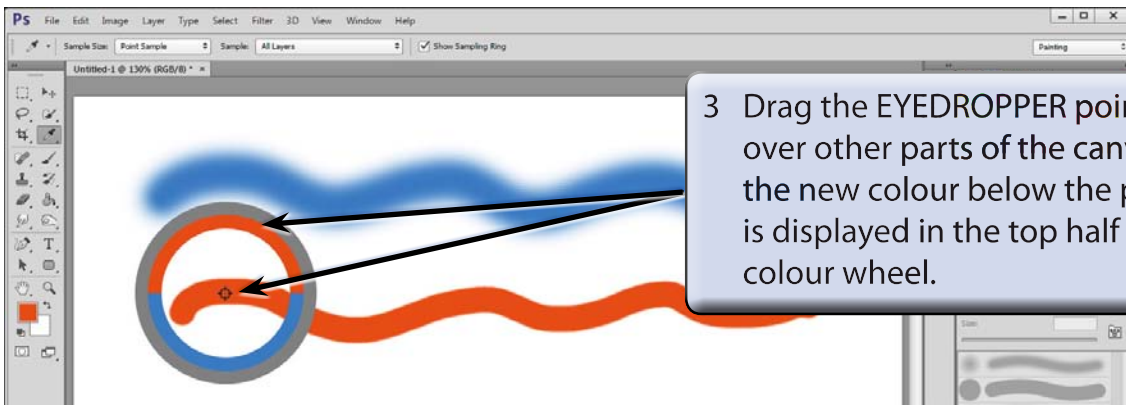 Ps File Edit Image Layer Type Select Filter 3D View Window Help
Sample Size: Point Sample Sample: All Layers Show Sampling Ring Painting
Untitled-1 @ 130% (RGB/8) * ×
3 Drag the EYEDROPPER poi
over other parts of the can
the new colour below the p
is displayed in the top half
colour wheel.
Size: